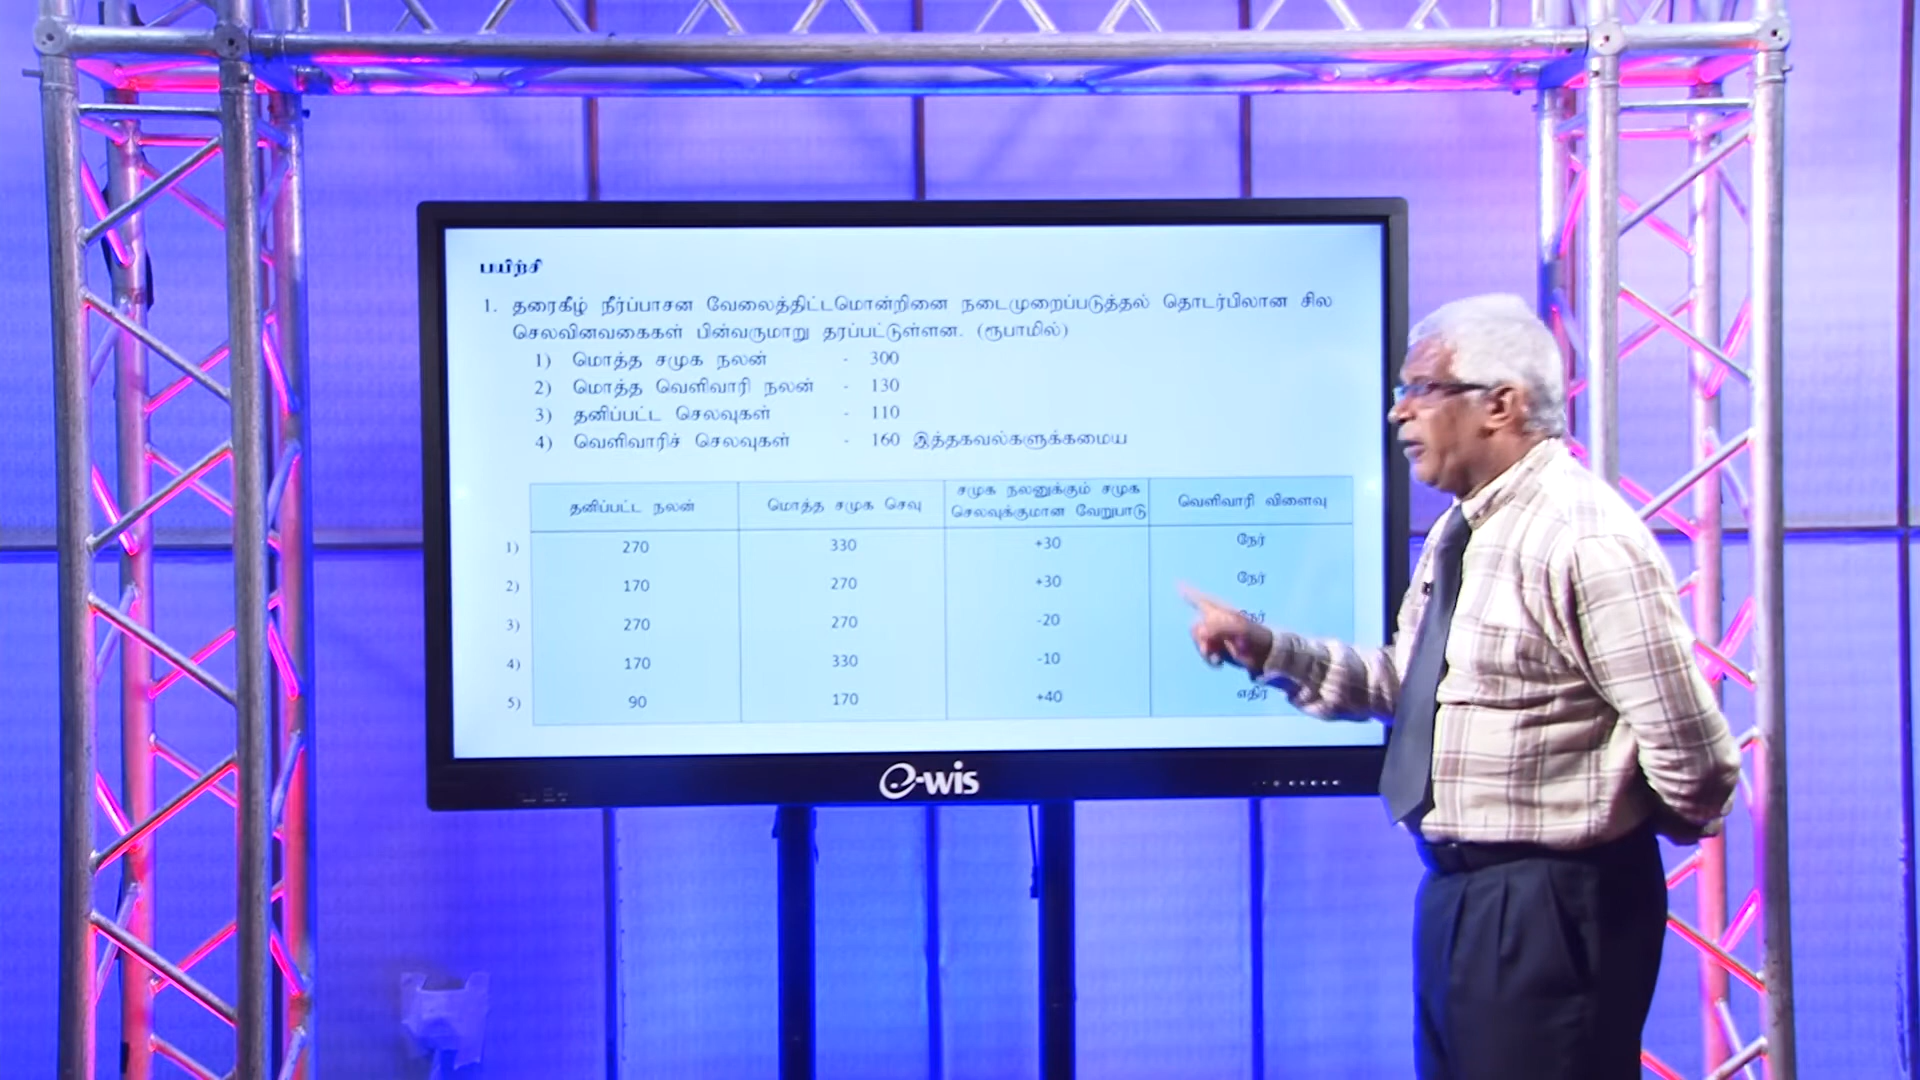 பயிற்சி
1. தரைகீழ் நீர்ப்பாசன வேலைத்திட்டமொன்றினை நடைமுறைப்படுத்தல் தொடர்பிலான சில
செலவினவகைகள் பின்வருமாறு தரப்பட்டுள்ளன. (ரூபாமில்)
1) மொத்த சமூக நலன் - 300
2) மொத்த வெளிவாரி நலன் - 130
3) தனிப்பட்ட செலவுகள் - 110
4) வெளிவாரிச் செலவுகள் - 160 இத்தகவல்களுக்கமைய
தனிப்பட்ட நலன் மொத்த சமூக செவு சமூக நலனுக்கும் சமூக செலவுக்குமான வேறுபாடு வெளிவாரி விளைவு
1) 270 330 +30 நேர்
2) 170 270 +30 நேர்
3) 270 270 -20 நேர்
4) 170 330 -10
5) 90 170 +40 எதிர்
e-wis